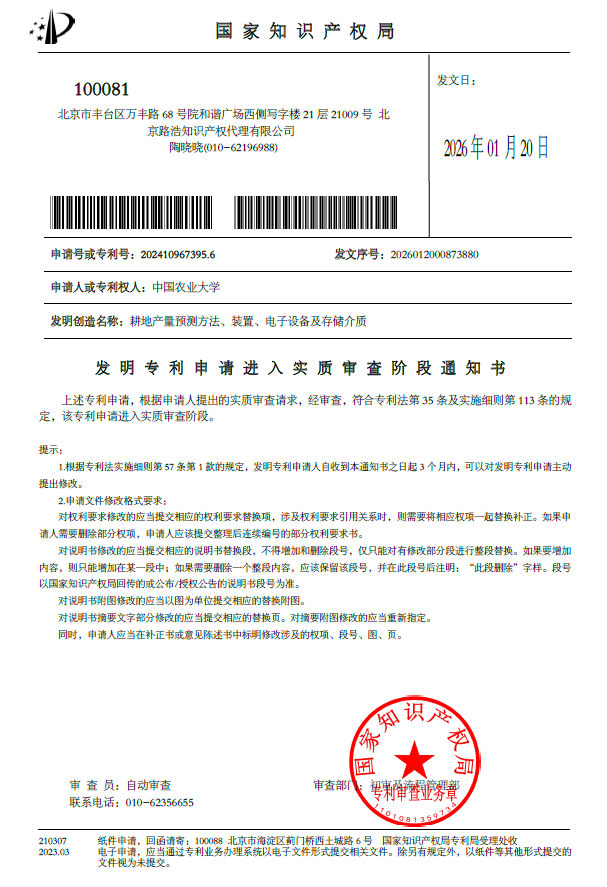 国家知识产权局
100081
北京市丰台区万丰路 68 号院和谐广场西侧写字楼 21 层 21009 号 北
京路浩知识产权代理有限公司
陶晓晓(010-62196988)
发文日：
2026 年 01 月 20 日
申请号或专利号：202410967395.6
发文序号：2026012000873880
申请人或专利权人：中国农业大学
发明创造名称：耕地产量预测方法、装置、电子设备及存储介质
发明专利申请进入实质审查阶段通知书
上述专利申请，根据申请人提出的实质审查请求，经审查，符合专利法第 35 条及实施细则第 113 条的规
定，该专利申请进入实质审查阶段。
提示：
1.根据专利法实施细则第 57 条第 1 款的规定，发明专利申请人自收到本通知书之日起 3 个月内，可以对发明专利申请主动
提出修改。
2.申请文件修改格式要求：
对权利要求修改的应当提交相应的权利要求替换项，涉及权利要求引用关系时，则需要将相应权项一起替换补正。如果申
请人需要删除部分权项，申请人应该提交整理后连续编号的部分权利要求书。
对说明书修改的应当提交相应的说明书替换段，不得增加和删除段号，仅只能对有修改部分段进行整段替换。如果要增加
内容，则只能增加在某一段中；如果需要删除一个整段内容，应该保留该段号，并在此段号后注明：“此段删除”字样。段号
以国家知识产权局回传的或公布/授权公告的说明书段号为准。
对说明书附图修改的应当以图为单位提交相应的替换附图。
对说明书摘要文字部分修改的应当提交相应的替换页。对摘要附图修改的应当重新指定。
同时，申请人应当在补正书或意见陈述书中标明修改涉及的权项、段号、图、页。
国家知识产权局
专利审查业务章
1101081359734
审 查 员：自动审查
审查部门：初审及流程管理部
联系电话：010-62356655
210307
2023.03
纸件申请，回函请寄：100088 北京市海淀区蓟门桥西土城路 6 号 国家知识产权局专利局受理处收
电子申请，应当通过专利业务办理系统以电子文件形式提交相关文件。除另有规定外，以纸件等其他形式提交的
文件视为未提交。